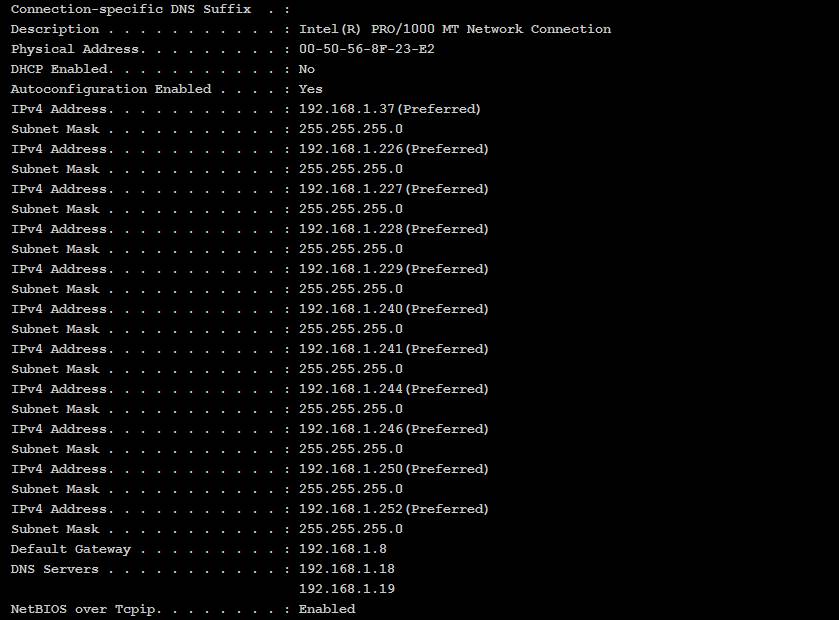 Connection-specific DNS Suffix  . :
Description . . . . . . . . . . . : Intel(R) PRO/1000 MT Network Connection
Physical Address. . . . . . . . . : 00-50-56-8F-23-E2
DHCP Enabled. . . . . . . . . . . : No
Autoconfiguration Enabled . . . . : Yes
IPv4 Address. . . . . . . . . . . : 192.168.1.37(Preferred)
Subnet Mask . . . . . . . . . . . : 255.255.255.0
IPv4 Address. . . . . . . . . . . : 192.168.1.226(Preferred)
Subnet Mask . . . . . . . . . . . : 255.255.255.0
IPv4 Address. . . . . . . . . . . : 192.168.1.227(Preferred)
Subnet Mask . . . . . . . . . . . : 255.255.255.0
IPv4 Address. . . . . . . . . . . : 192.168.1.228(Preferred)
Subnet Mask . . . . . . . . . . . : 255.255.255.0
IPv4 Address. . . . . . . . . . . : 192.168.1.229(Preferred)
Subnet Mask . . . . . . . . . . . : 255.255.255.0
IPv4 Address. . . . . . . . . . . : 192.168.1.240(Preferred)
Subnet Mask . . . . . . . . . . . : 255.255.255.0
IPv4 Address. . . . . . . . . . . : 192.168.1.241(Preferred)
Subnet Mask . . . . . . . . . . . : 255.255.255.0
IPv4 Address. . . . . . . . . . . : 192.168.1.244(Preferred)
Subnet Mask . . . . . . . . . . . : 255.255.255.0
IPv4 Address. . . . . . . . . . . : 192.168.1.246(Preferred)
Subnet Mask . . . . . . . . . . . : 255.255.255.0
IPv4 Address. . . . . . . . . . . : 192.168.1.250(Preferred)
Subnet Mask . . . . . . . . . . . : 255.255.255.0
IPv4 Address. . . . . . . . . . . : 192.168.1.252(Preferred)
Subnet Mask . . . . . . . . . . . : 255.255.255.0
Default Gateway . . . . . . . . . : 192.168.1.8
DNS Servers . . . . . . . . . . . : 192.168.1.18
192.168.1.19
NetBIOS over Tcpip. . . . . . . . : Enabled